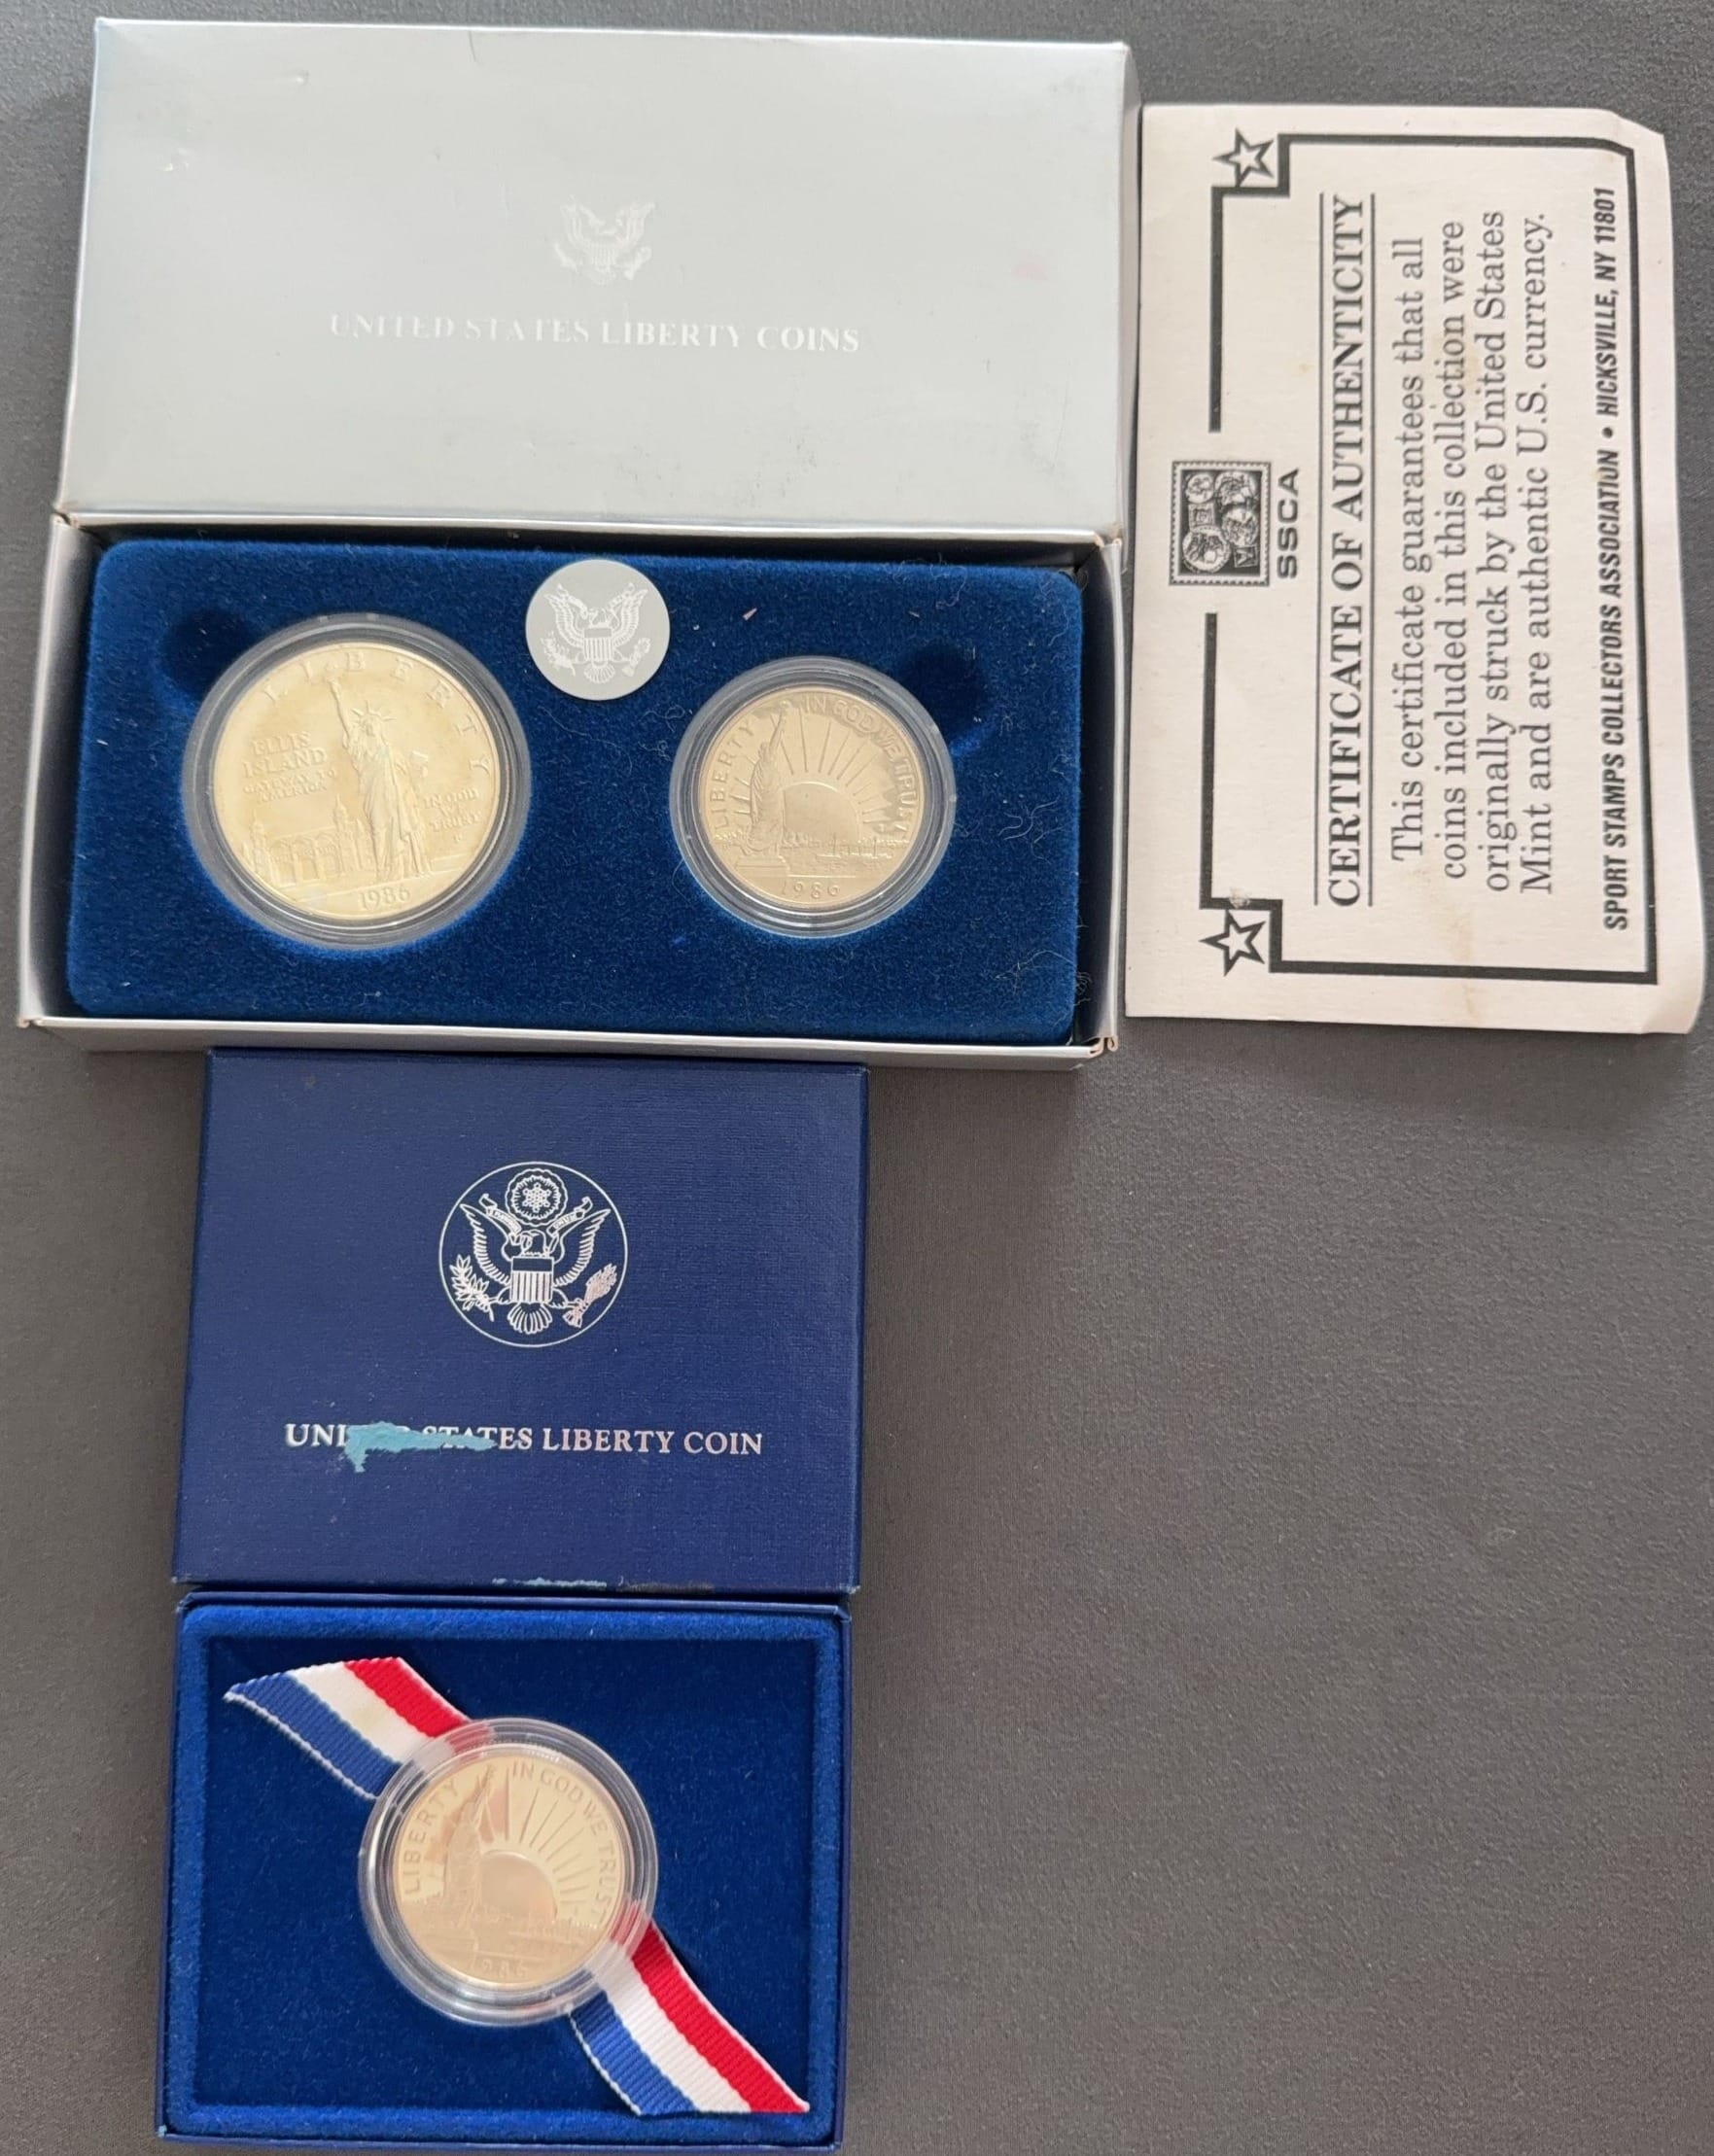 UNITED STATES LIBERTY COINS
LIBERTY
ELLIS
ISLAND
GATEWAY TO
AMERICA
IN GOD
WE
TRUST
1986
LIBERTY
IN GOD WE TRUST
1986
SSCA
CERTIFICATE OF AUTHENTICITY
This certificate guarantees that all
coins included in this collection were
originally struck by the United States
Mint and are authentic U.S. currency.
SPORT STAMPS COLLECTORS ASSOCIATION • HICKSVILLE, NY 11801
UNITED STATES LIBERTY COIN
LIBERTY
IN GOD WE TRUST
1986